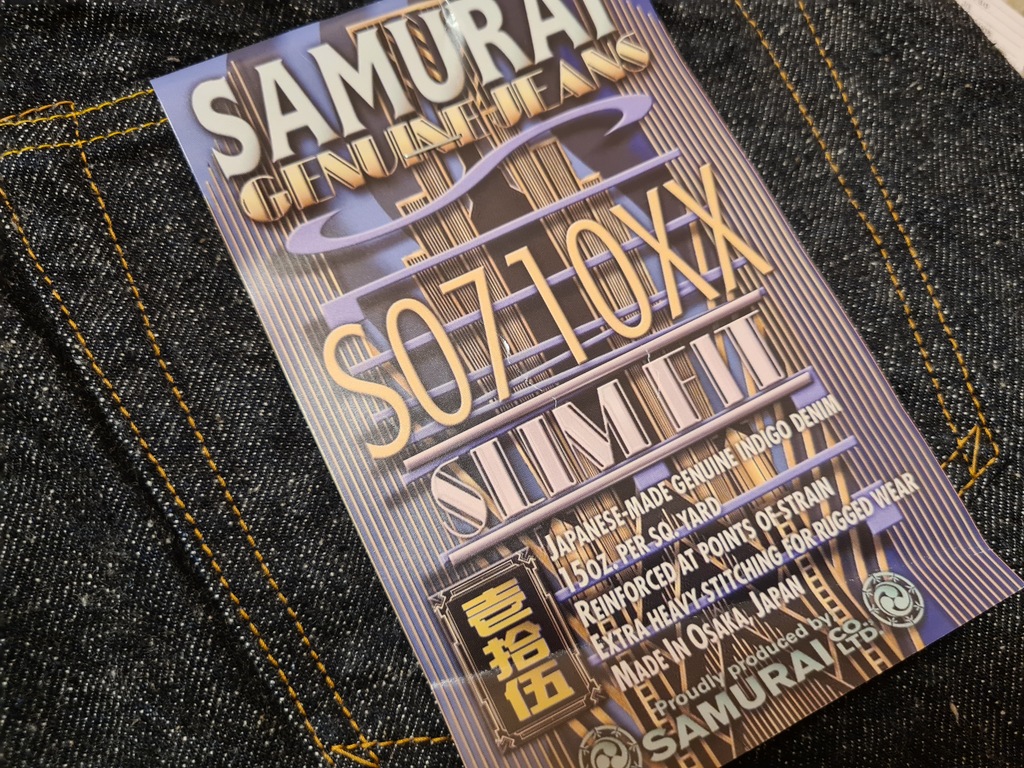 SAMURAI
GENUINE-JEANS
S0710XX
SLIM FIT
JAPANESE-MADE GENUINE INDIGO DENIM
15OZ. PER SQ. YARD
REINFORCED AT POINTS OF STRAIN
EXTRA HEAVY STITCHING FOR RUGGED WEAR
MADE IN OSAKA, JAPAN
壱拾伍
Proudly produced by
SAMURAI CO. LTD.